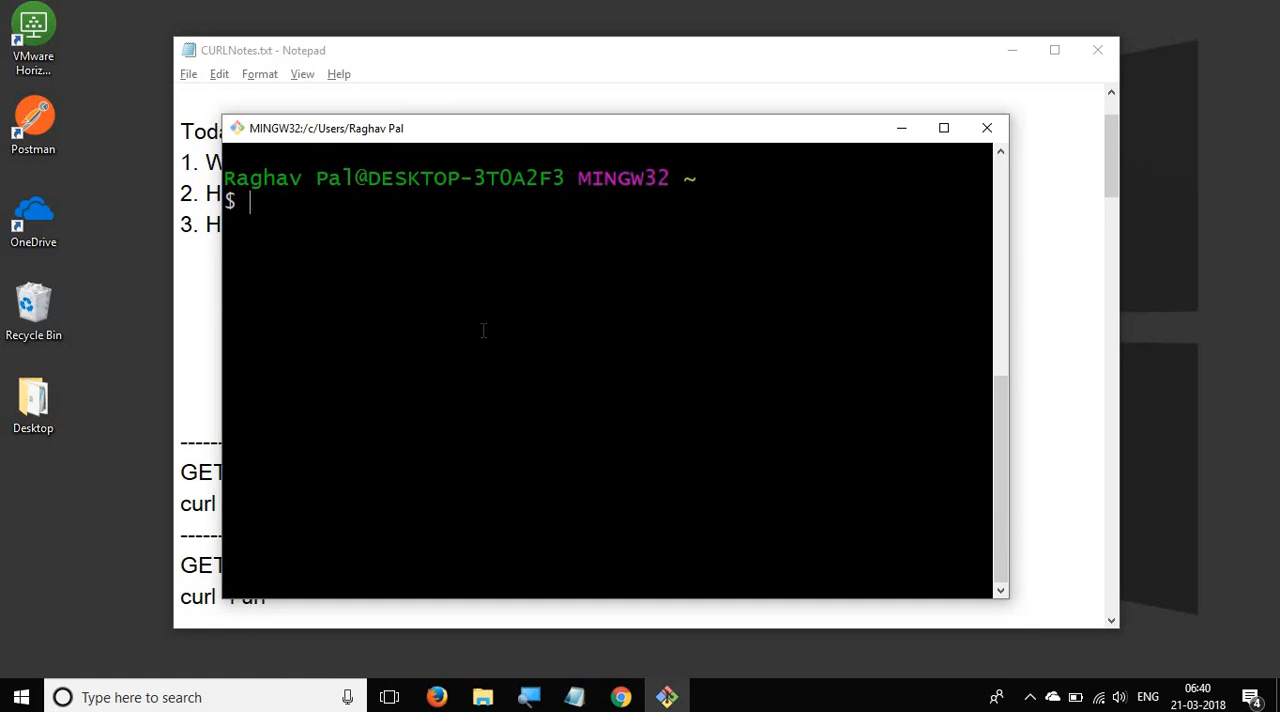 VMware
Horiz...
Postman
OneDrive
Recycle Bin
Desktop
CURLNotes.txt - Notepad
File Edit Format View Help
1. W
2. H
3. H
------
GET
curl
------
GET
curl
MINGW32:/c/Users/Raghav Pal
Raghav Pal@DESKTOP-3TOA2F3 MINGW32 ~
$
Type here to search
ENG
06:40
21-03-2018
4